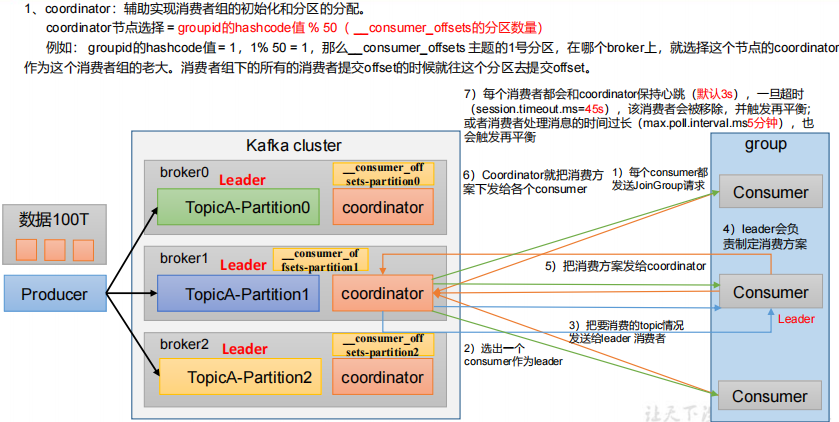 1、coordinator：辅助实现消费者组的初始化和分区的分配。
coordinator节点选择 = groupid的hashcode值 % 50（ __consumer_offsets的分区数量）
例如： groupid的hashcode值 = 1，1% 50 = 1，那么__consumer_offsets 主题的1号分区，在哪个broker上，就选择这个节点的coordinator
作为这个消费者组的老大。消费者组下的所有的消费者提交offset的时候就往这个分区去提交offset。
7）每个消费者都会和coordinator保持心跳（默认3s），一旦超时
（session.timeout.ms=45s），该消费者会被移除，并触发再平衡；
或者消费者处理消息的时间过长（max.poll.interval.ms5分钟），也
会触发再平衡
Kafka cluster
group
broker0
Leader
__consumer_off
sets-partition0
TopicA-Partition0
coordinator
6）Coordinator就把消费方
案下发给各个consumer
1）每个consumer都
发送JoinGroup请求
Consumer
数据100T
Producer
broker1
Leader
__consumer_of
fsets-partition1
TopicA-Partition1
coordinator
5）把消费方案发给coordinator
4）leader会负
责制定消费方案
Consumer
Leader
3）把要消费的topic情况
发送给leader 消费者
broker2
Leader
__consumer_off
sets-partition2
TopicA-Partition2
coordinator
2）选出一个
consumer作为leader
Consumer
让天下